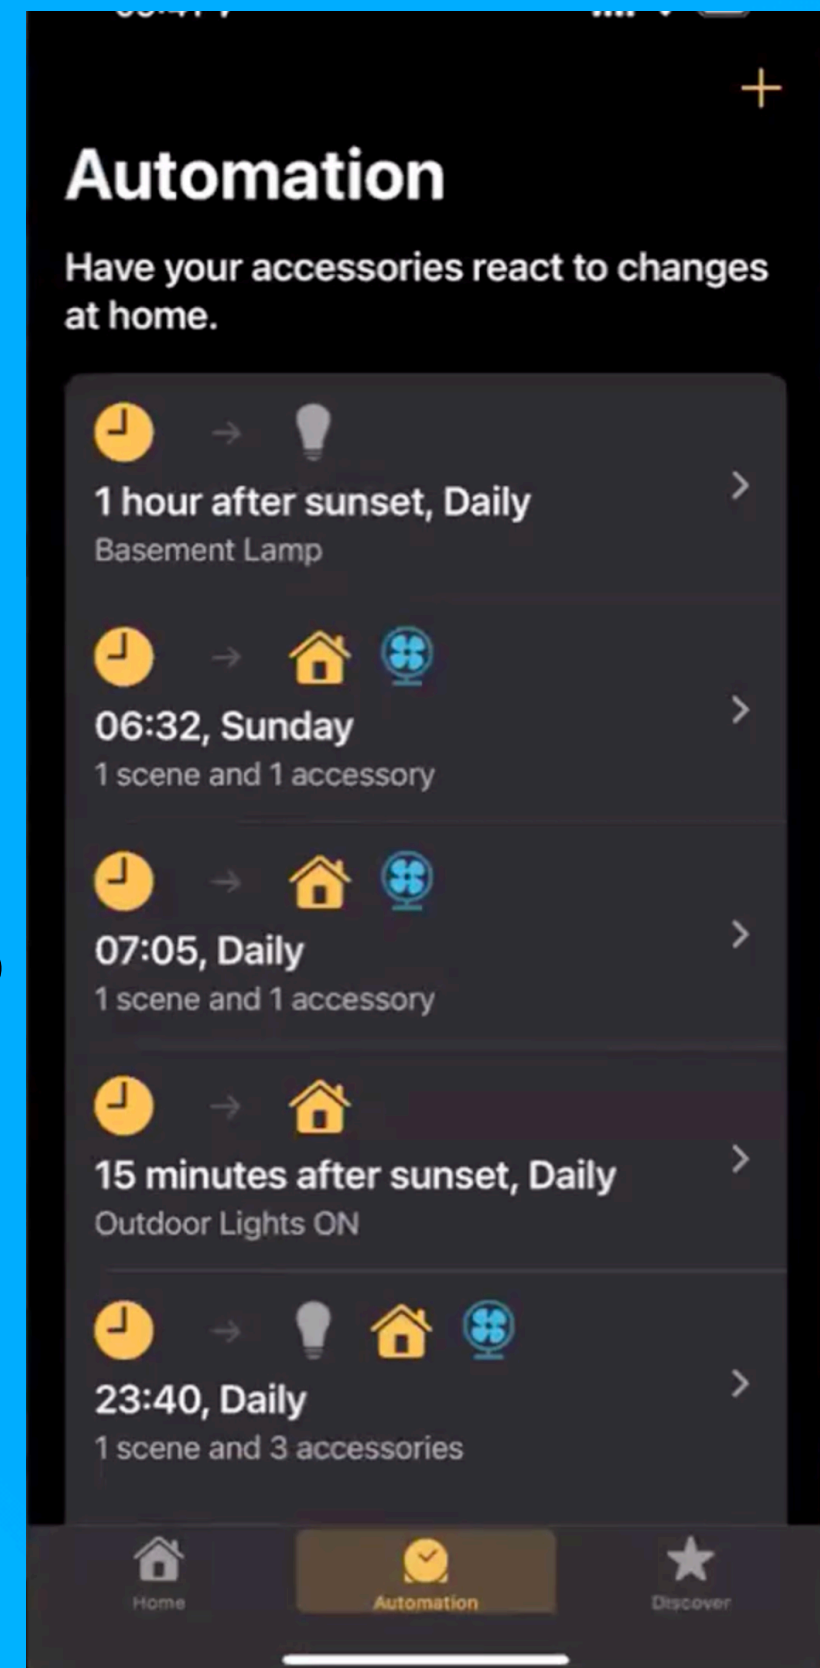 Automation
Have your accessories react to changes
at home.
1 hour after sunset, Daily
Basement Lamp
06:32, Sunday
1 scene and 1 accessory
07:05, Daily
1 scene and 1 accessory
15 minutes after sunset, Daily
Outdoor Lights ON
23:40, Daily
1 scene and 3 accessories
Home
Automation
Discover